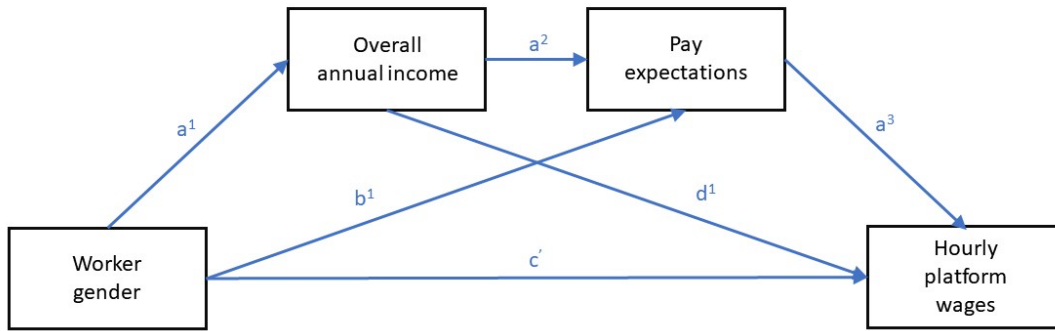 Overall
annual income
a²
Pay
expectations
a¹
a³
b¹
d¹
Worker
gender
c′
Hourly
platform
wages